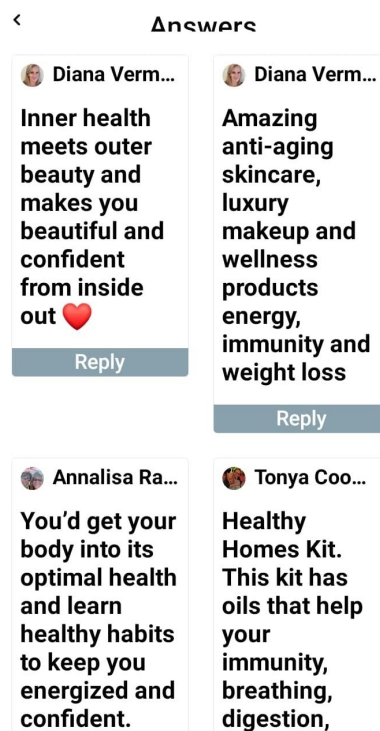 Answers
Diana Verm...
Inner health
meets outer
beauty and
makes you
beautiful and
confident
from inside
out ❤️
Reply
Diana Verm...
Amazing
anti-aging
skincare,
luxury
makeup and
wellness
products
energy,
immunity and
weight loss
Reply
Annalisa Ra...
You’d get your
body into its
optimal health
and learn
healthy habits
to keep you
energized and
confident.
Tonya Coo...
Healthy
Homes Kit.
This kit has
oils that help
your
immunity,
breathing,
digestion,